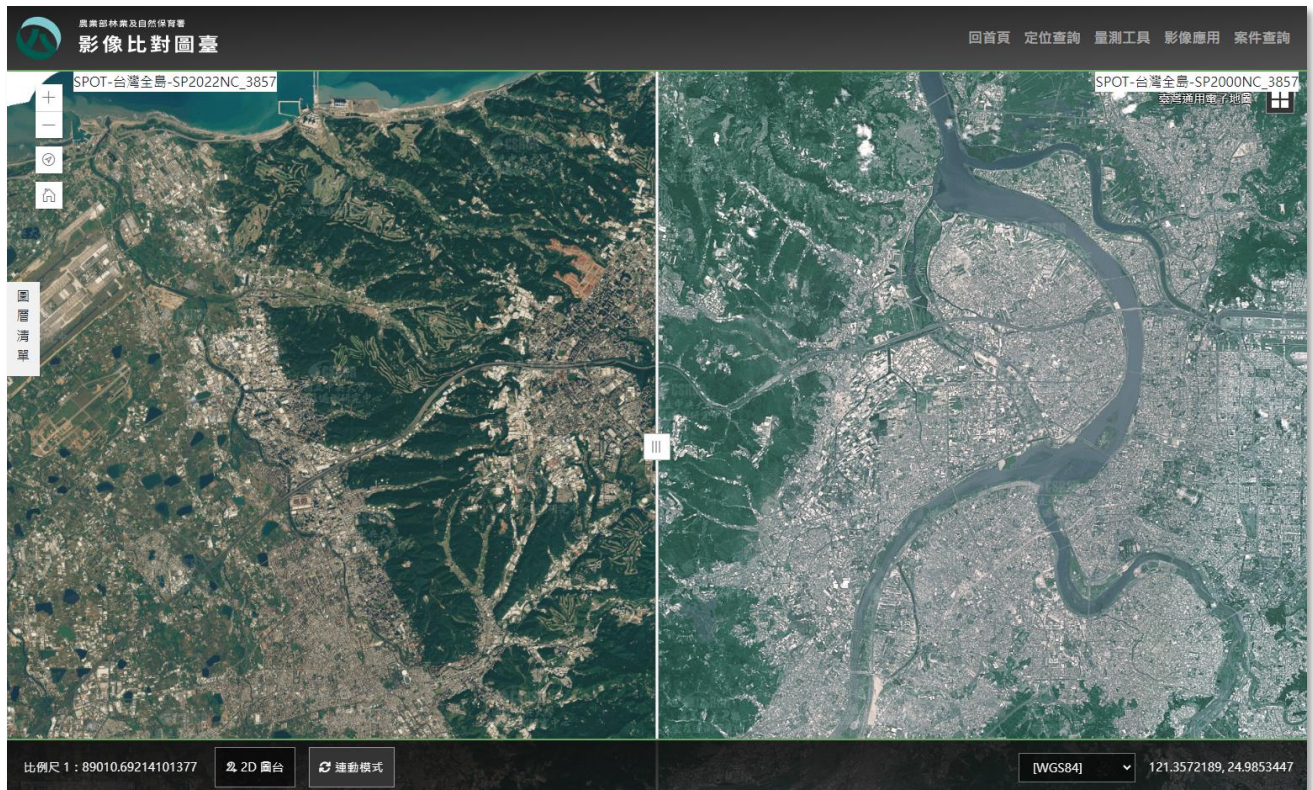 農業部林業及自然保育署
影像比對圖臺
回首頁 定位查詢 量測工具 影像應用 案件查詢
SPOT-台灣全島-SP2022NC_3857
SPOT-台灣全島-SP2000NC_3857
臺灣通用電子地圖
圖層清單
比例尺 1 : 89010.69214101377
2D 圖台
連動模式
[WGS84]
121.3572189, 24.9853447